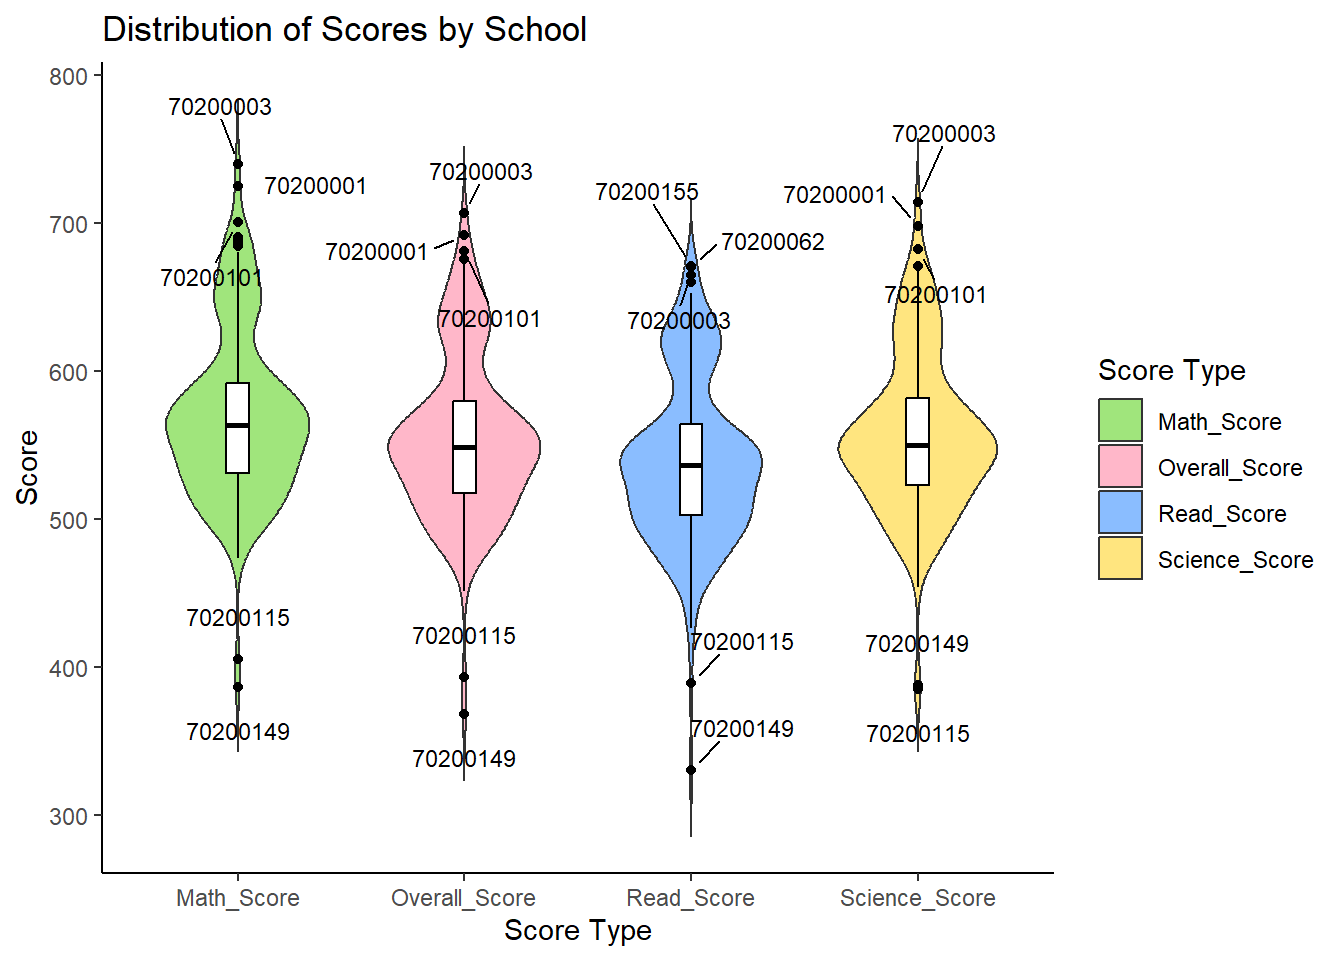 Distribution of Scores by School
Score
800
700
600
500
400
300
70200003
70200001
70200101
70200115
70200149
70200003
70200001
70200101
70200115
70200149
70200155
70200062
70200003
70200115
70200149
70200003
70200001
70200101
70200149
70200115
Math_Score
Overall_Score
Read_Score
Science_Score
Score Type
Score Type
Math_Score
Overall_Score
Read_Score
Science_Score